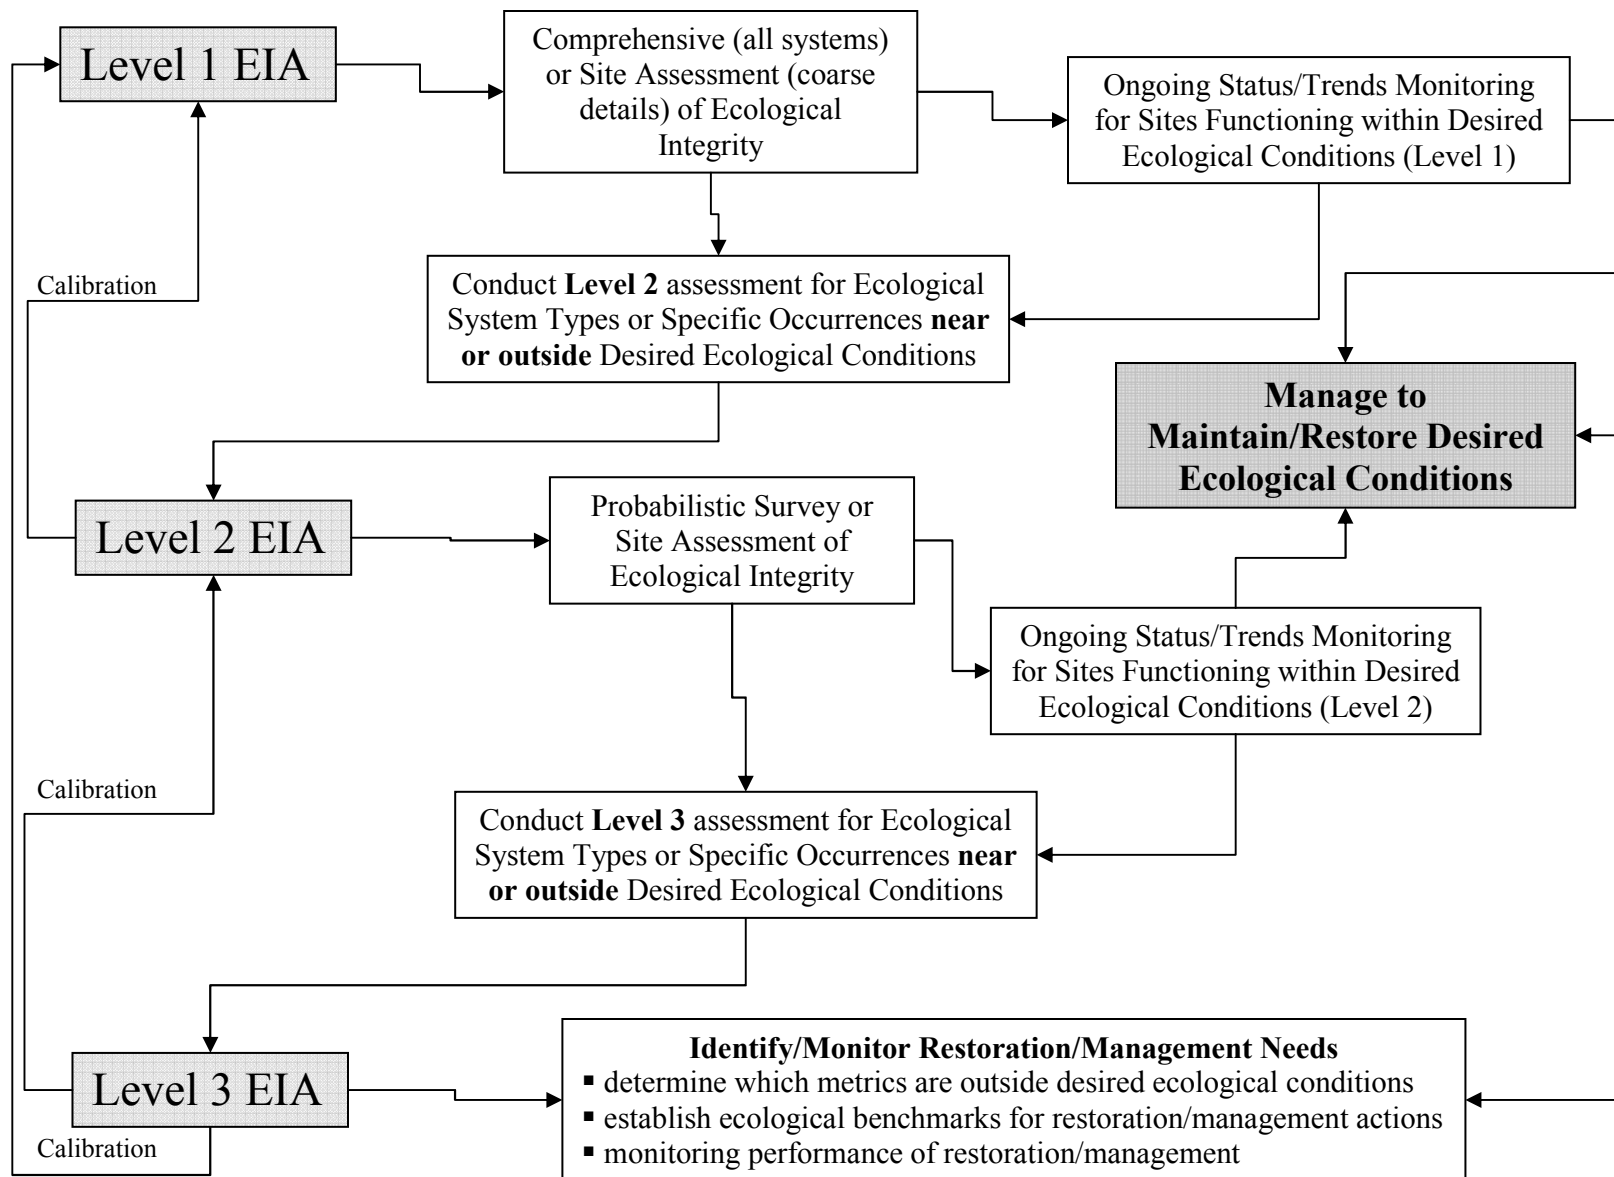 Level 1 EIA
Comprehensive (all systems)
or Site Assessment (coarse
details) of Ecological
Integrity
Ongoing Status/Trends Monitoring
for Sites Functioning within Desired
Ecological Conditions (Level 1)
Calibration
Conduct Level 2 assessment for Ecological
System Types or Specific Occurrences near
or outside Desired Ecological Conditions
Manage to
Maintain/Restore Desired
Ecological Conditions
Level 2 EIA
Probabilistic Survey or
Site Assessment of
Ecological Integrity
Ongoing Status/Trends Monitoring
for Sites Functioning within Desired
Ecological Conditions (Level 2)
Calibration
Conduct Level 3 assessment for Ecological
System Types or Specific Occurrences near
or outside Desired Ecological Conditions
Level 3 EIA
Calibration
Identify/Monitor Restoration/Management Needs
▪ determine which metrics are outside desired ecological conditions
▪ establish ecological benchmarks for restoration/management actions
▪ monitoring performance of restoration/management